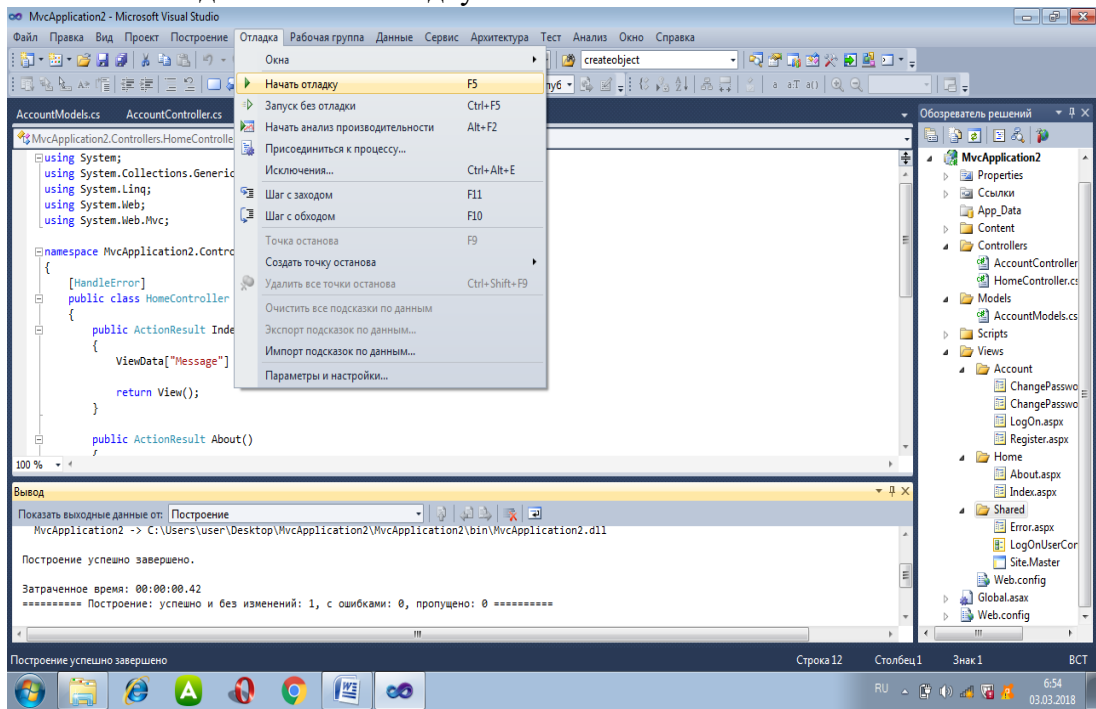 MvcApplication2 - Microsoft Visual Studio
Файл Правка Вид Проект Построение Отладка Рабочая группа Данные Сервис Архитектура Тест Анализ Окно Справка
createobject
Окна
Начать отладку F5
Запуск без отладки Ctrl+F5
Начать анализ производительности Alt+F2
Присоединиться к процессу...
Исключения... Ctrl+Alt+E
Шаг с заходом F11
Шаг с обходом F10
Точка останова F9
Создать точку останова
Удалить все точки останова Ctrl+Shift+F9
Очистить все подсказки по данным
Экспорт подсказок по данным...
Импорт подсказок по данным...
Параметры и настройки...
AccountModels.cs AccountController.cs
MvcApplication2.Controllers.HomeControlle
using System;
using System.Collections.Generic
using System.Linq;
using System.Web;
using System.Web.Mvc;
namespace MvcApplication2.Contro
{
[HandleError]
public class HomeController
{
public ActionResult Inde
{
ViewData["Message"]
return View();
}
public ActionResult About()
{
100 %
Вывод
Показать выходные данные от: Построение
MvcApplication2 -> C:\Users\user\Desktop\MvcApplication2\MvcApplication2\bin\MvcApplication2.dll
Построение успешно завершено.
Затраченное время: 00:00:00.42
========== Построение: успешно и без изменений: 1, с ошибками: 0, пропущено: 0 ==========
Обозреватель решений
MvcApplication2
Properties
Ссылки
App_Data
Content
Controllers
AccountController
HomeController.cs
Models
AccountModels.cs
Scripts
Views
Account
ChangePasswo
ChangePasswo
LogOn.aspx
Register.aspx
Home
About.aspx
Index.aspx
Shared
Error.aspx
LogOnUserCor
Site.Master
Web.config
Global.asax
Web.config
Построение успешно завершено Строка 12 Столбец 1 Знак 1 ВСТ
RU 6:54
03.03.2018